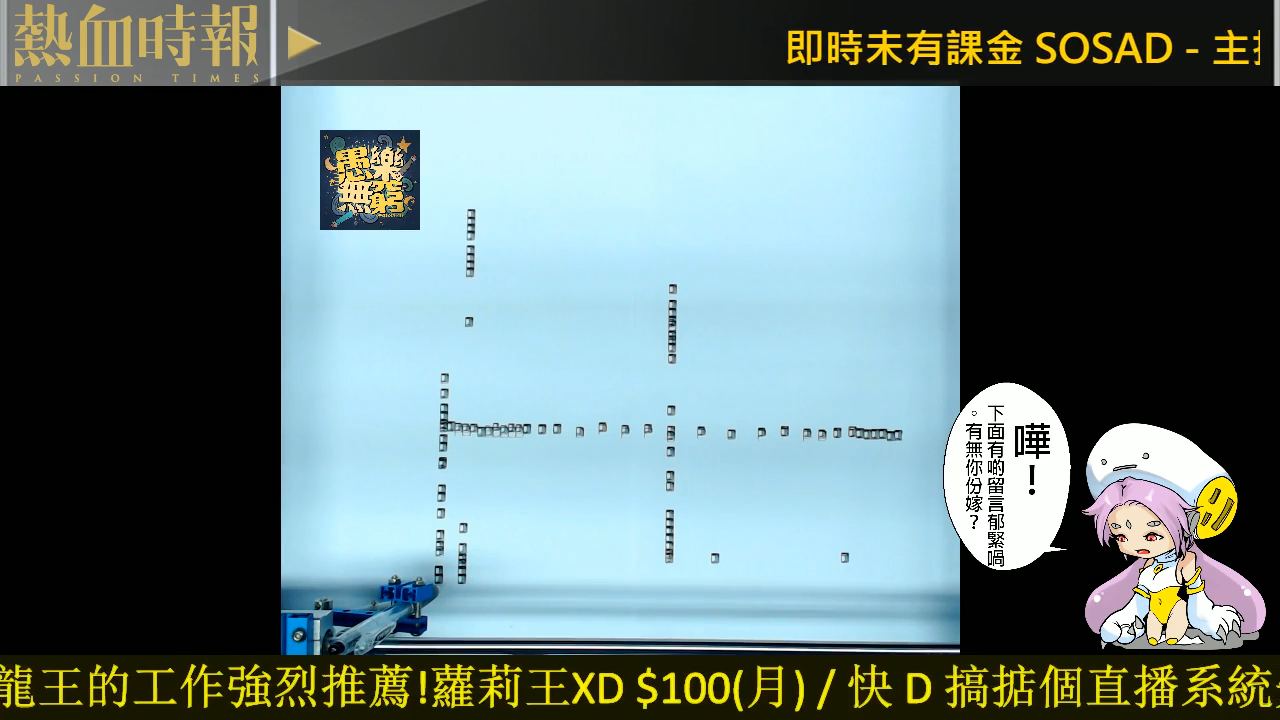 熱血時報
PASSION TIMES
即時未有課金 SOSAD - 主
愚樂
無窮
嘩！
下面有啲留言郁緊喎
。有無你份嫁？
龍王的工作強烈推薦!蘿莉王XD $100(月) / 快 D 搞掂個直播系統